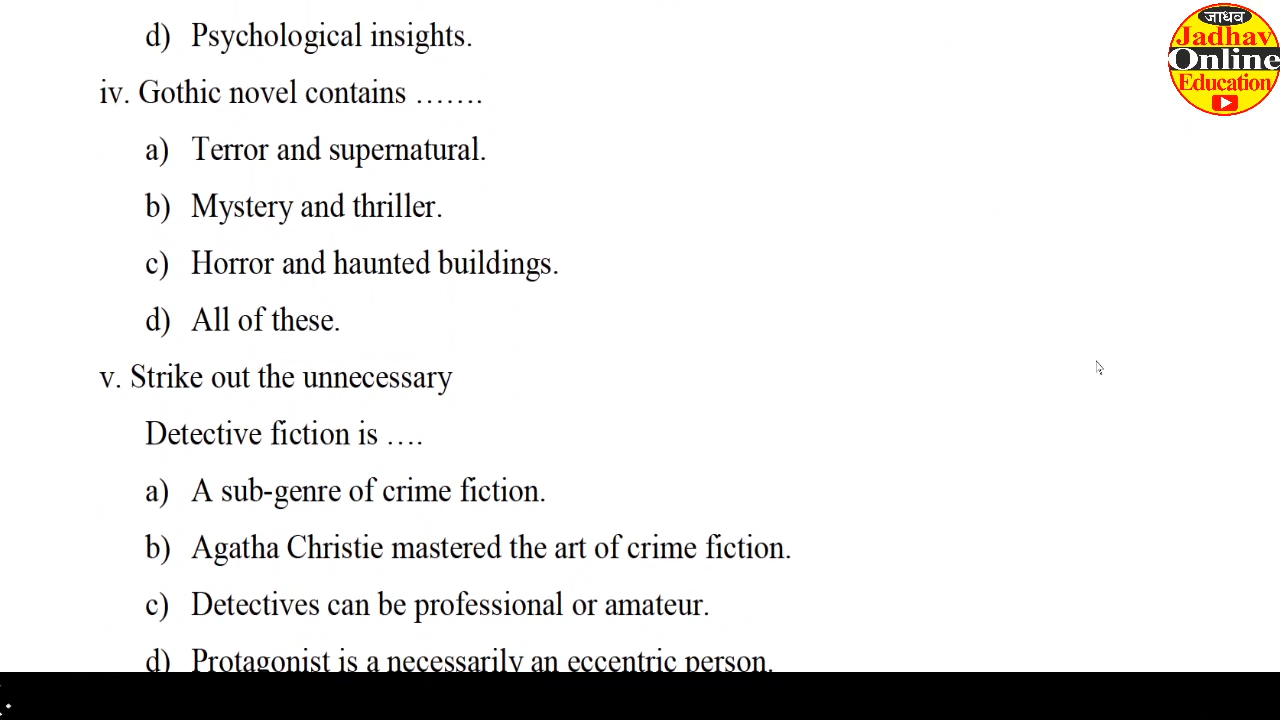 d) Psychological insights.
जाधव
Jadhav
Online
Education
iv. Gothic novel contains …….
a) Terror and supernatural.
b) Mystery and thriller.
c) Horror and haunted buildings.
d) All of these.
v. Strike out the unnecessary
Detective fiction is ….
a) A sub-genre of crime fiction.
b) Agatha Christie mastered the art of crime fiction.
c) Detectives can be professional or amateur.
d) Protagonist is a necessarily an eccentric person.